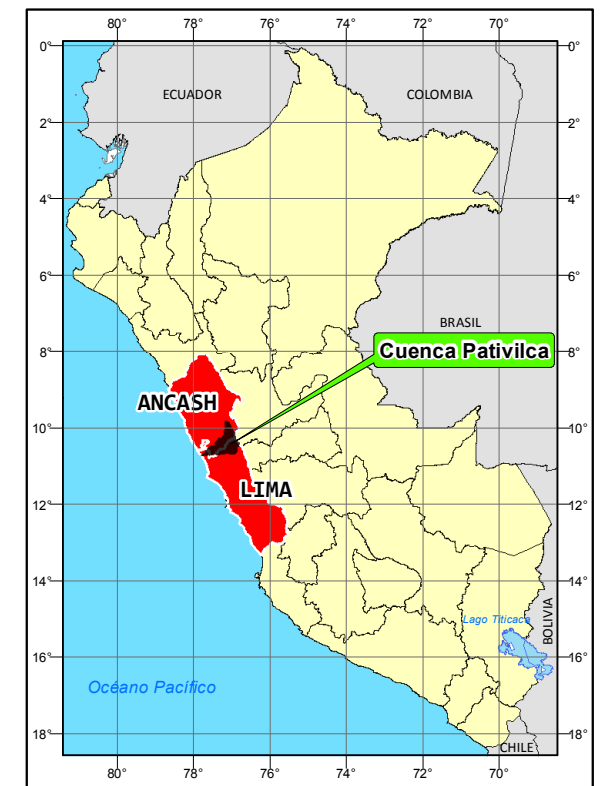 80° 78° 76° 74° 72° 70°
0° 0°
ECUADOR COLOMBIA
2° 2°
4° 4°
6° 6°
BRASIL
8° Cuenca Pativilca 8°
ANCASH
10° 10°
LIMA
12° 12°
14° 14°
Lago Titicaca
BOLIVIA
16° 16°
Océano Pacífico
18° 18°
CHILE
80° 78° 76° 74° 72° 70°